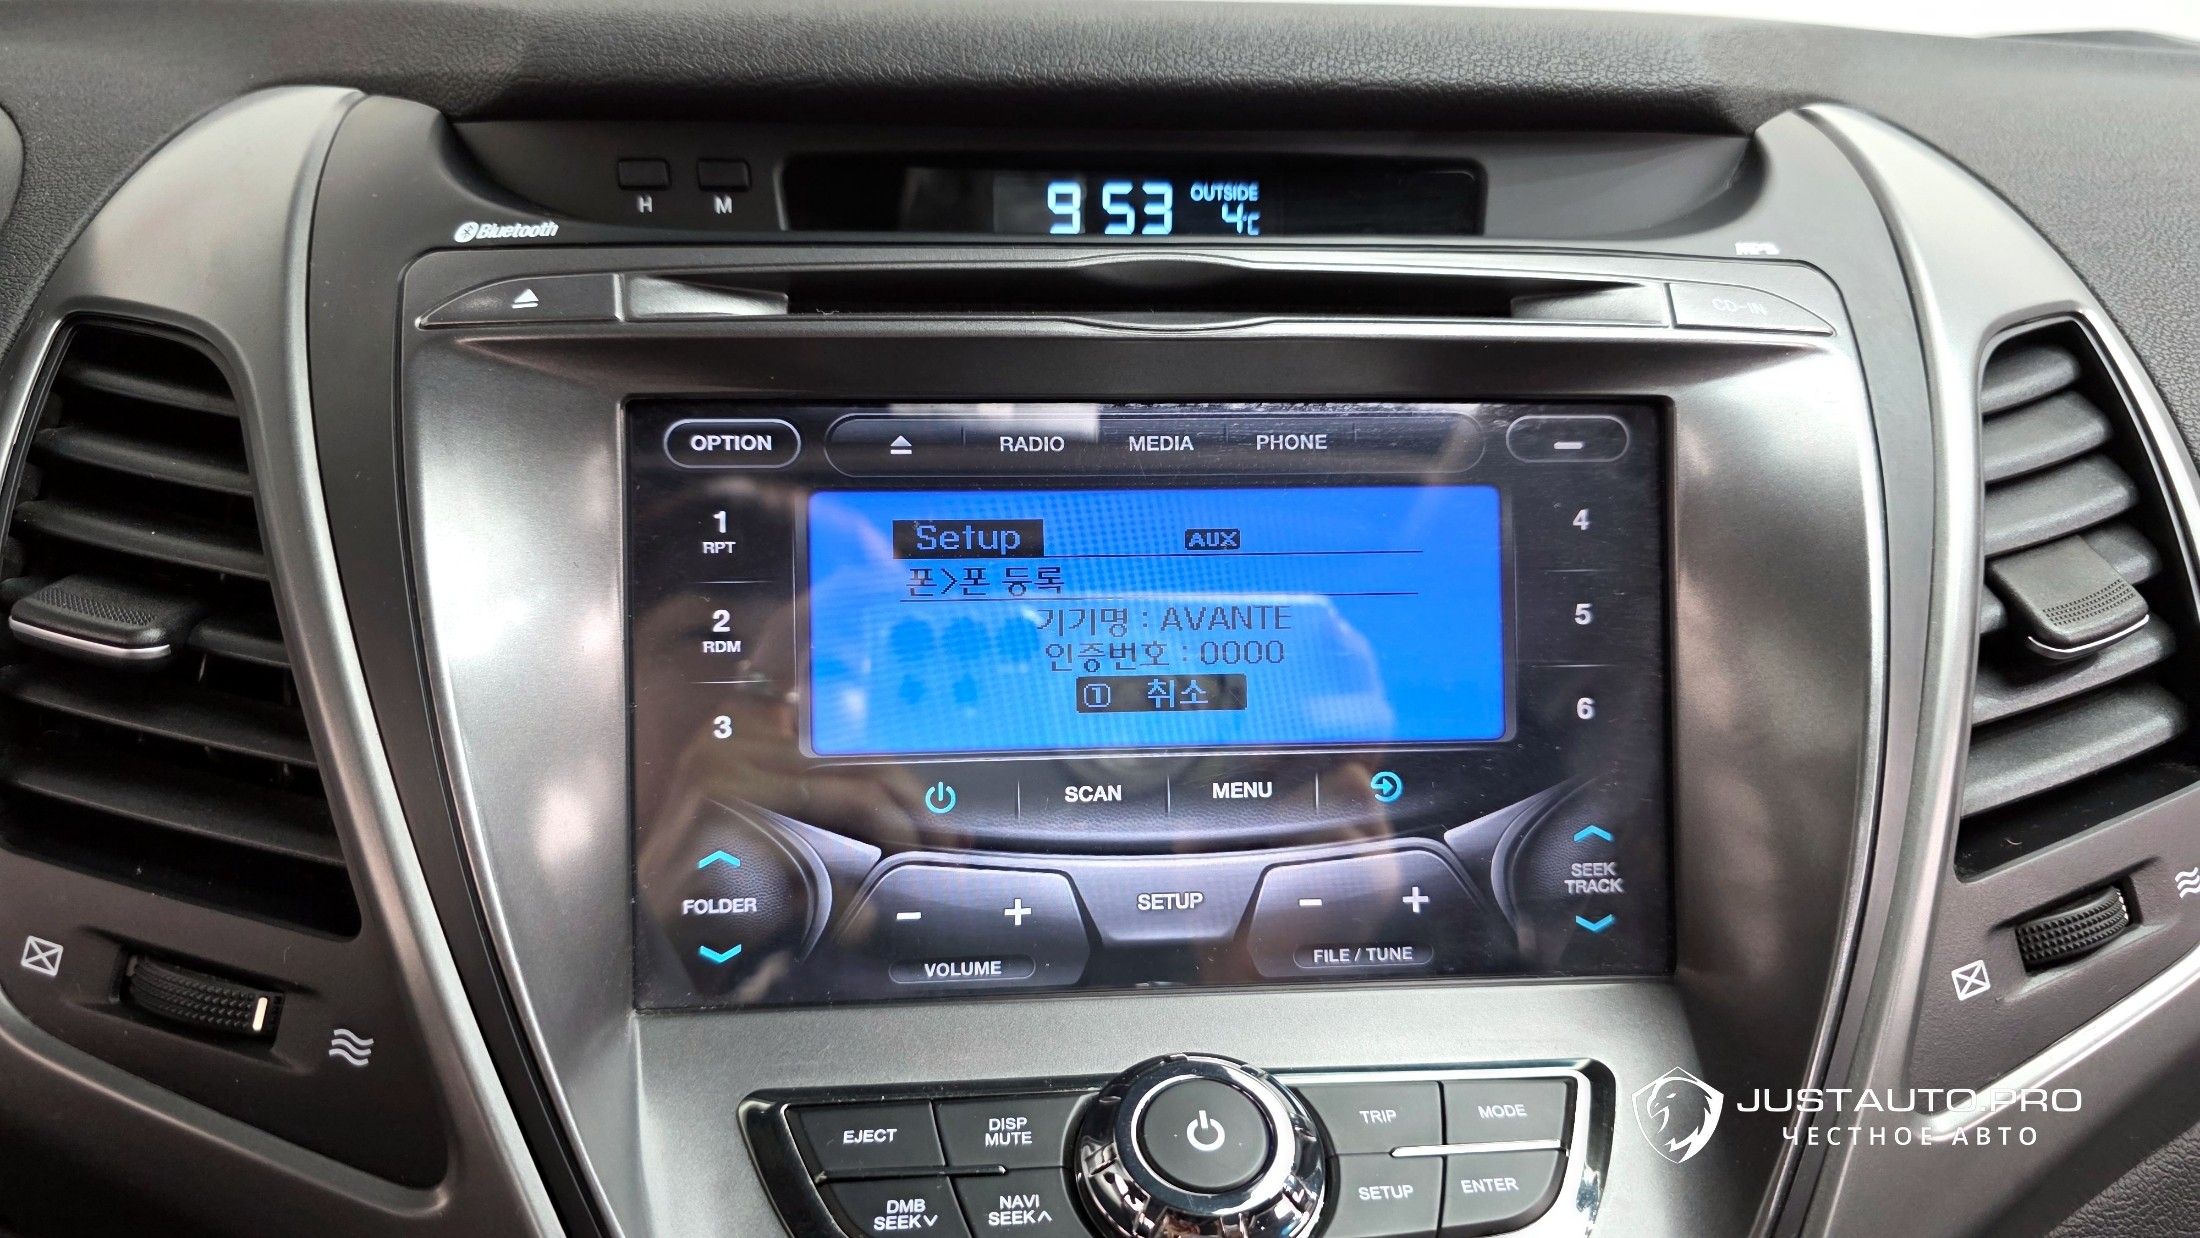 H M
9 53 OUTSIDE
4°C
Bluetooth
MP3
CD-IN
OPTION RADIO MEDIA PHONE
1 RPT
2 RDM
3
4
5
6
Setup AUX
폰>폰 등록
기기명 : AVANTE
인증번호 : 0000
① 취소
SCAN MENU
FOLDER
SETUP
SEEK
TRACK
VOLUME
FILE / TUNE
EJECT
DISP
MUTE
TRIP
MODE
DMB
SEEK
NAVI
SEEK
SETUP
ENTER
JUSTAUTO.PRO
ЧЕСТНОЕ АВТО